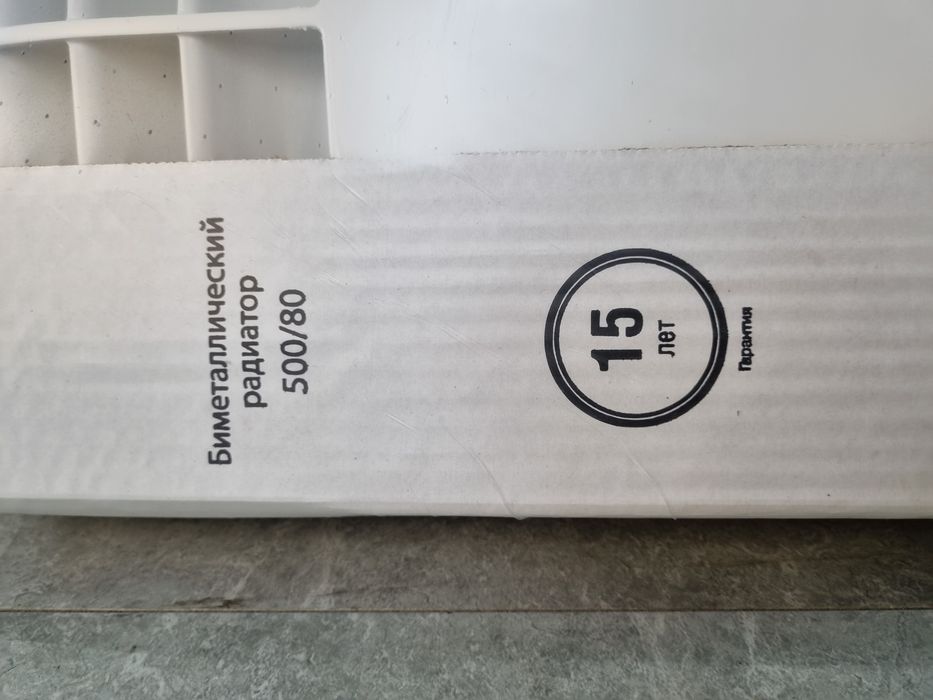 Биметаллический
радиатор
500/80
15
лет
Гарантия